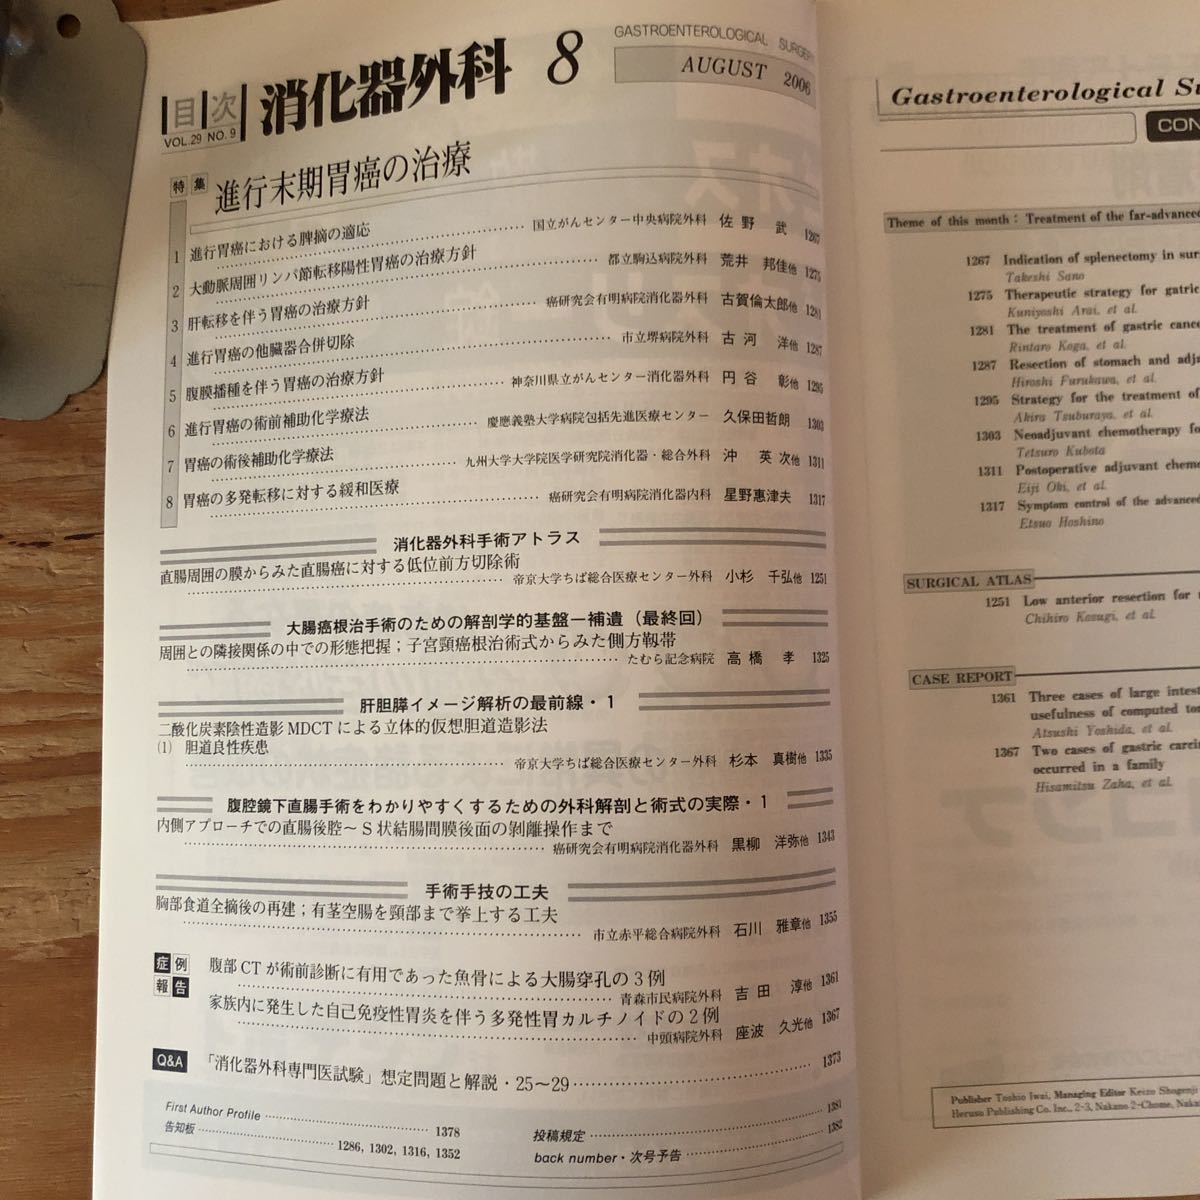 目次
VOL.29 NO.9
消化器外科 8
GASTROENTEROLOGICAL SURGERY
AUGUST 2006
特集 進行末期胃癌の治療
1 進行胃癌における脾摘の適応 国立がんセンター中央病院外科 佐野 武 1267
2 大動脈周囲リンパ節転移陽性胃癌の治療方針 都立駒込病院外科 荒井 邦佳他 1275
3 肝転移を伴う胃癌の治療方針 癌研究会有明病院消化器外科 古賀倫太郎他 1281
4 進行胃癌の他臓器合併切除 市立堺病院外科 古河 洋他 1287
5 腹膜播種を伴う胃癌の治療方針 神奈川県立がんセンター消化器外科 円谷 彰他 1295
6 進行胃癌の術前補助化学療法 慶應義塾大学病院包括先進医療センター 久保田哲朗 1303
7 胃癌の術後補助化学療法 九州大学大学院医学研究院消化器・総合外科 沖 英次他 1311
8 胃癌の多発転移に対する緩和医療 癌研究会有明病院消化器内科 星野惠津夫 1317
消化器外科手術アトラス
直腸周囲の膜からみた直腸癌に対する低位前方切除術
帝京大学ちば総合医療センター外科 小杉 千弘他 1251
大腸癌根治手術のための解剖学的基盤―補遺（最終回）
周囲との隣接関係の中での形態把握；子宮頸癌根治術式からみた側方靱帯
たむら記念病院 高橋 孝 1325
肝胆膵イメージ解析の最前線・1
二酸化炭素陰性造影MDCTによる立体的仮想胆道造影法
(1) 胆道良性疾患
帝京大学ちば総合医療センター外科 杉本 真樹他 1335
腹腔鏡下直腸手術をわかりやすくするための外科解剖と術式の実際・1
内側アプローチでの直腸後腔～S状結腸間膜後面の剝離操作まで
癌研究会有明病院消化器外科 黒柳 洋弥他 1343
手術手技の工夫
胸部食道全摘後の再建；有茎空腸を頸部まで挙上する工夫
市立赤平総合病院外科 石川 雅章他 1355
症例報告
腹部CTが術前診断に有用であった魚骨による大腸穿孔の3例
青森市民病院外科 吉田 淳他 1361
家族内に発生した自己免疫性胃炎を伴う多発性胃カルチノイドの2例
中頭病院外科 座波 久光他 1367
Q&A 「消化器外科専門医試験」想定問題と解説・25～29 1373
First Author Profile 1378
告知板 1286, 1302, 1316, 1352
投稿規定 1381
back number・次号予告 1382
Gastroenterological Su
CON
Theme of this month : Treatment of the far-advanced
1267 Indication of splenectomy in sur
Takeshi Sano
1275 Therapeutic strategy for gatric
Kuniyoshi Arai, et al.
1281 The treatment of gastric cance
Rintaro Koga, et al.
1287 Resection of stomach and adj
Hiroshi Furukawa, et al.
1295 Strategy for the treatment of
Akira Tsuburaya, et al.
1303 Neoadjuvant chemotherapy fo
Tetsuro Kubota
1311 Postoperative adjuvant chemo
Eiji Oki, et al.
1317 Symptom control of the advanced
Etsuo Hoshino
SURGICAL ATLAS
1251 Low anterior resection for
Chihiro Kosugi, et al.
CASE REPORT
1361 Three cases of large intest
usefulness of computed to
Atsushi Yoshida, et al.
1367 Two cases of gastric carci
occurred in a family
Hisamitsu Zaha, et al.
Publisher Toshio Iwai, Managing Editor Keizo Shogenji
Herusu Publishing Co. Inc., 2-3, Nakano 2-Chome, Naka